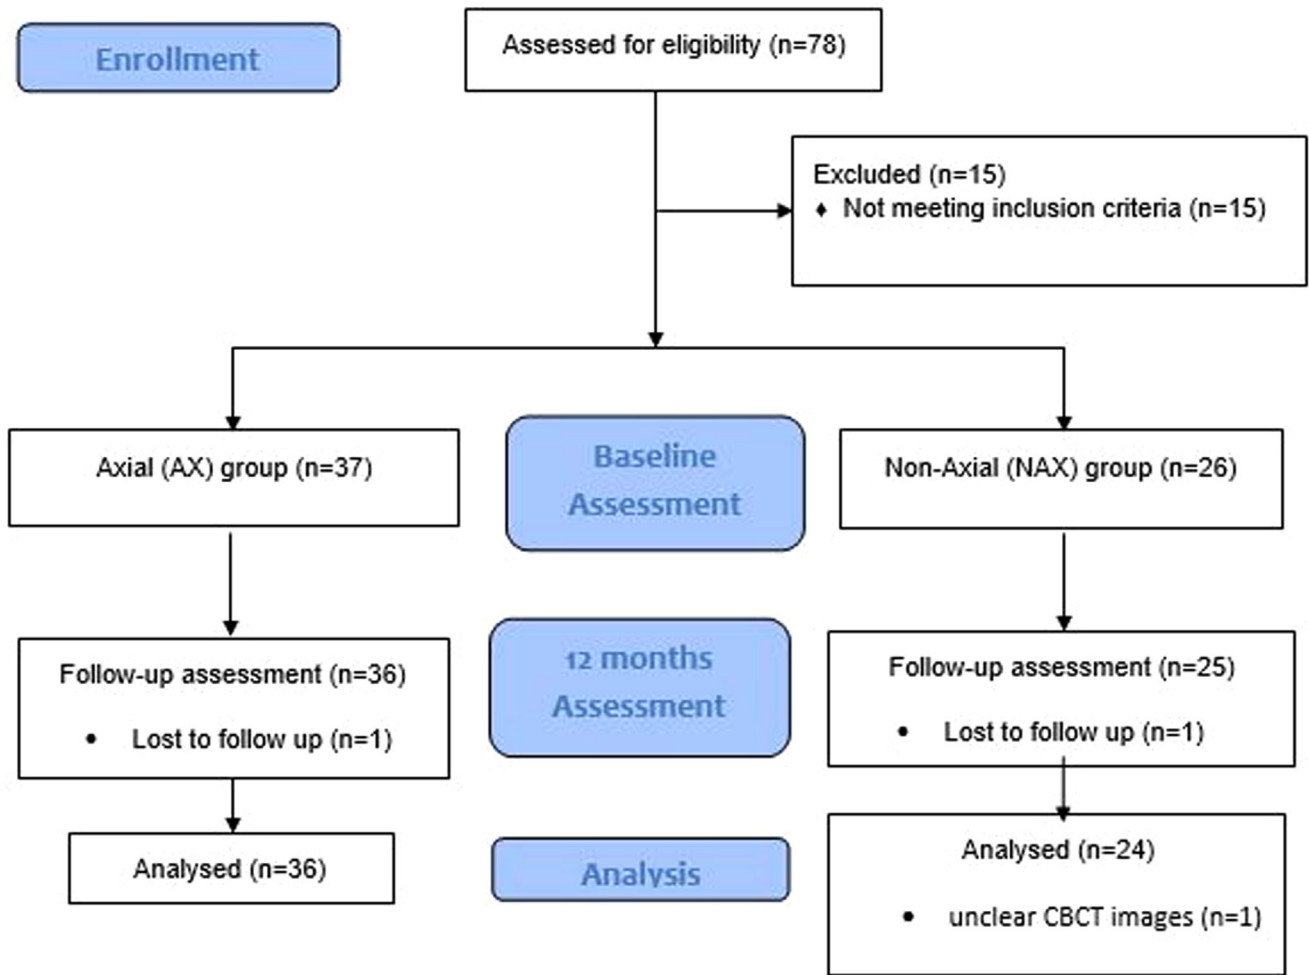 Enrollment
Assessed for eligibility (n=78)
Excluded (n=15)
♦ Not meeting inclusion criteria (n=15)
Axial (AX) group (n=37)
Baseline
Assessment
Non-Axial (NAX) group (n=26)
Follow-up assessment (n=36)
• Lost to follow up (n=1)
12 months
Assessment
Follow-up assessment (n=25)
• Lost to follow up (n=1)
Analysed (n=36)
Analysis
Analysed (n=24)
• unclear CBCT images (n=1)